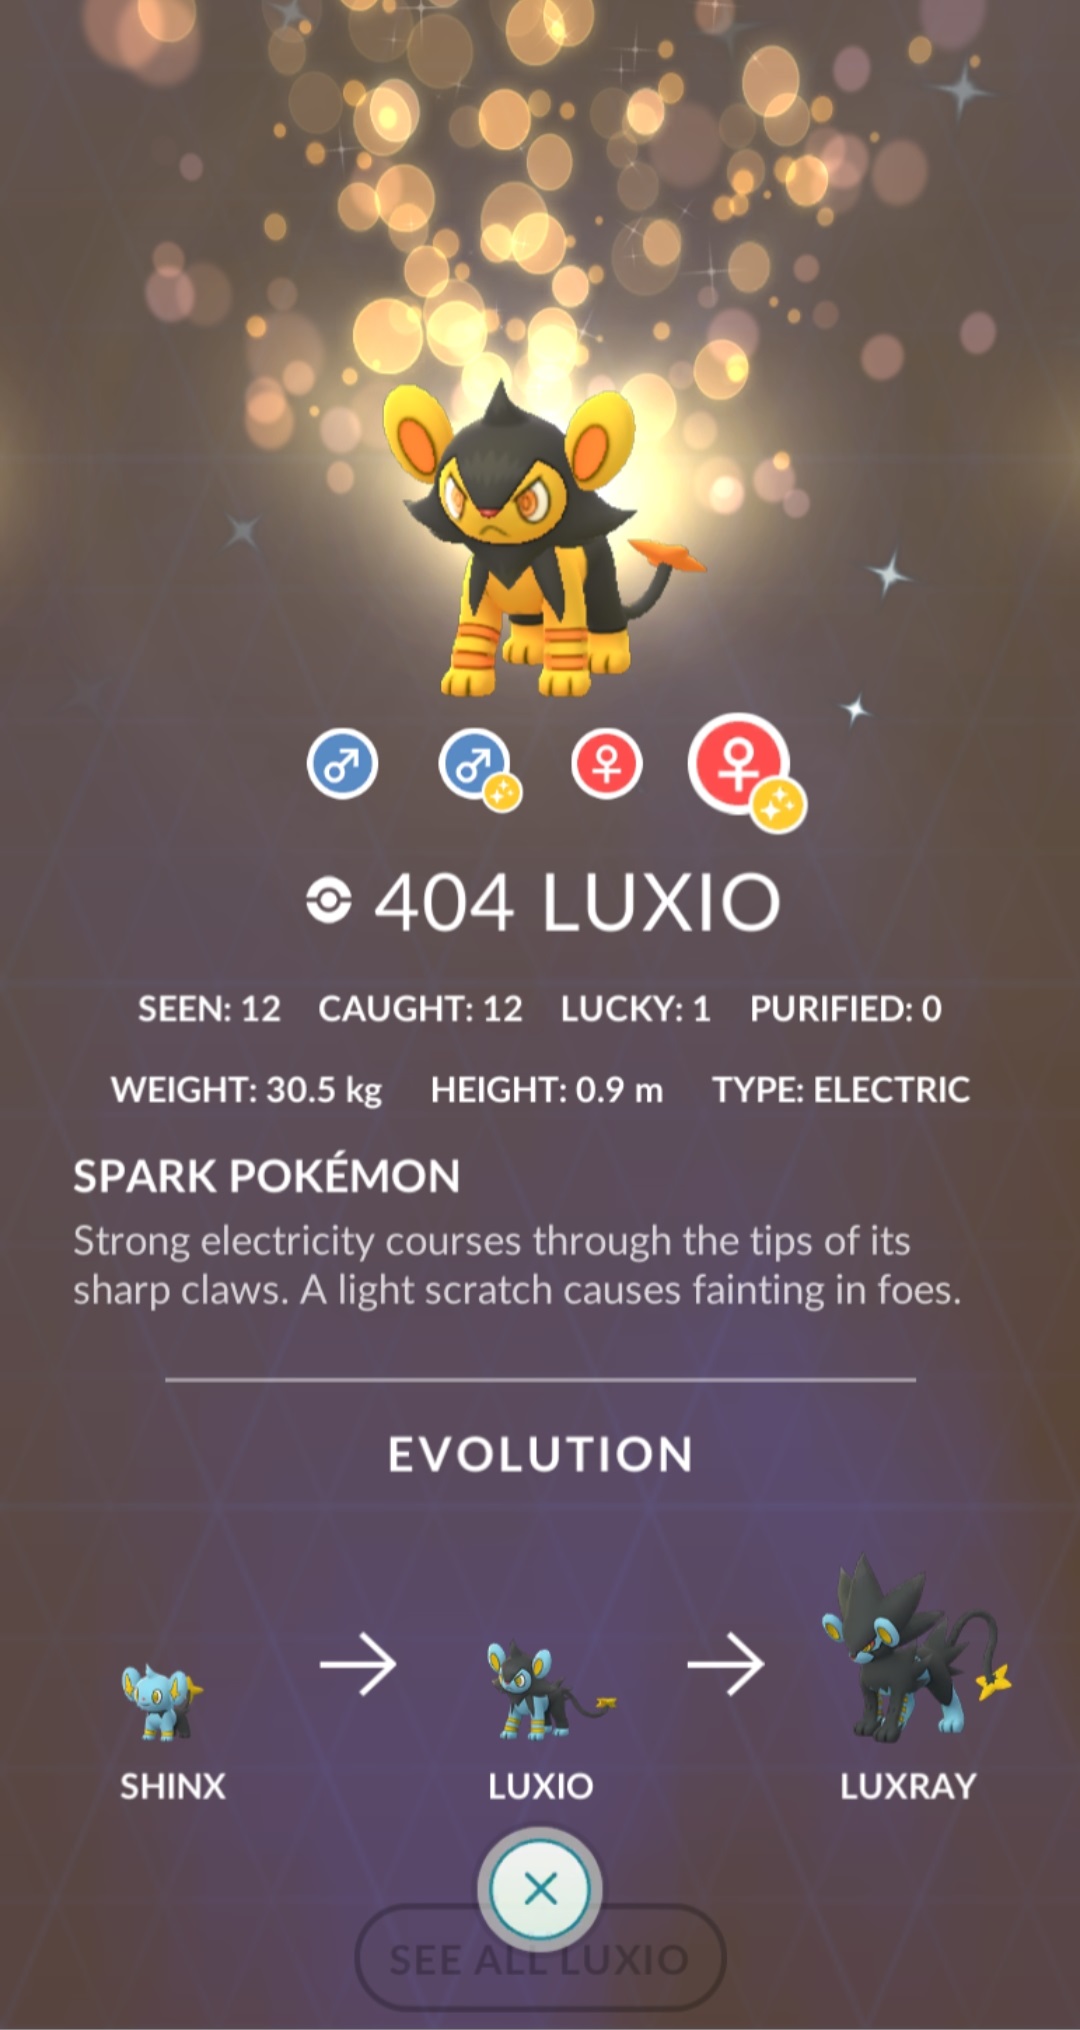 404 LUXIO
SEEN: 12 CAUGHT: 12 LUCKY: 1 PURIFIED: 0
WEIGHT: 30.5 kg HEIGHT: 0.9 m TYPE: ELECTRIC
SPARK POKÉMON
Strong electricity courses through the tips of its
sharp claws. A light scratch causes fainting in foes.
EVOLUTION
SHINX LUXIO LUXRAY
SEE ALL LUXIO